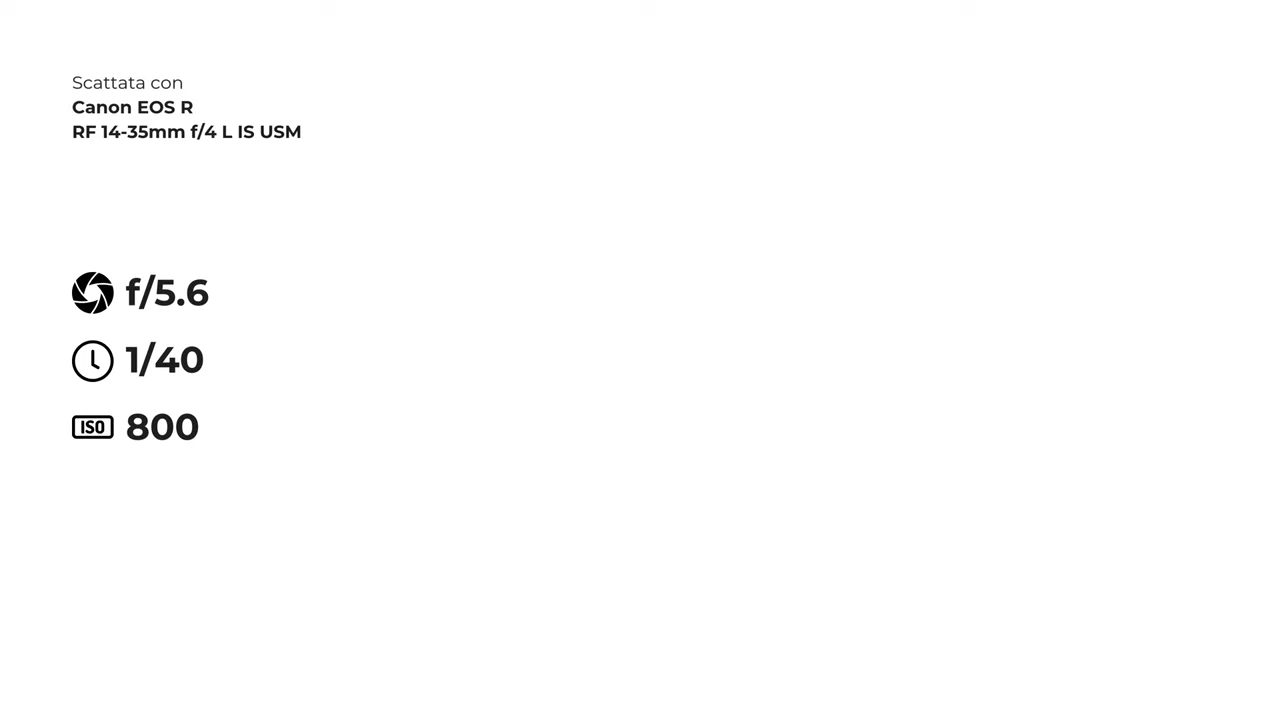 Scattata con
Canon EOS R
RF 14-35mm f/4 L IS USM
f/5.6
1/40
ISO 800